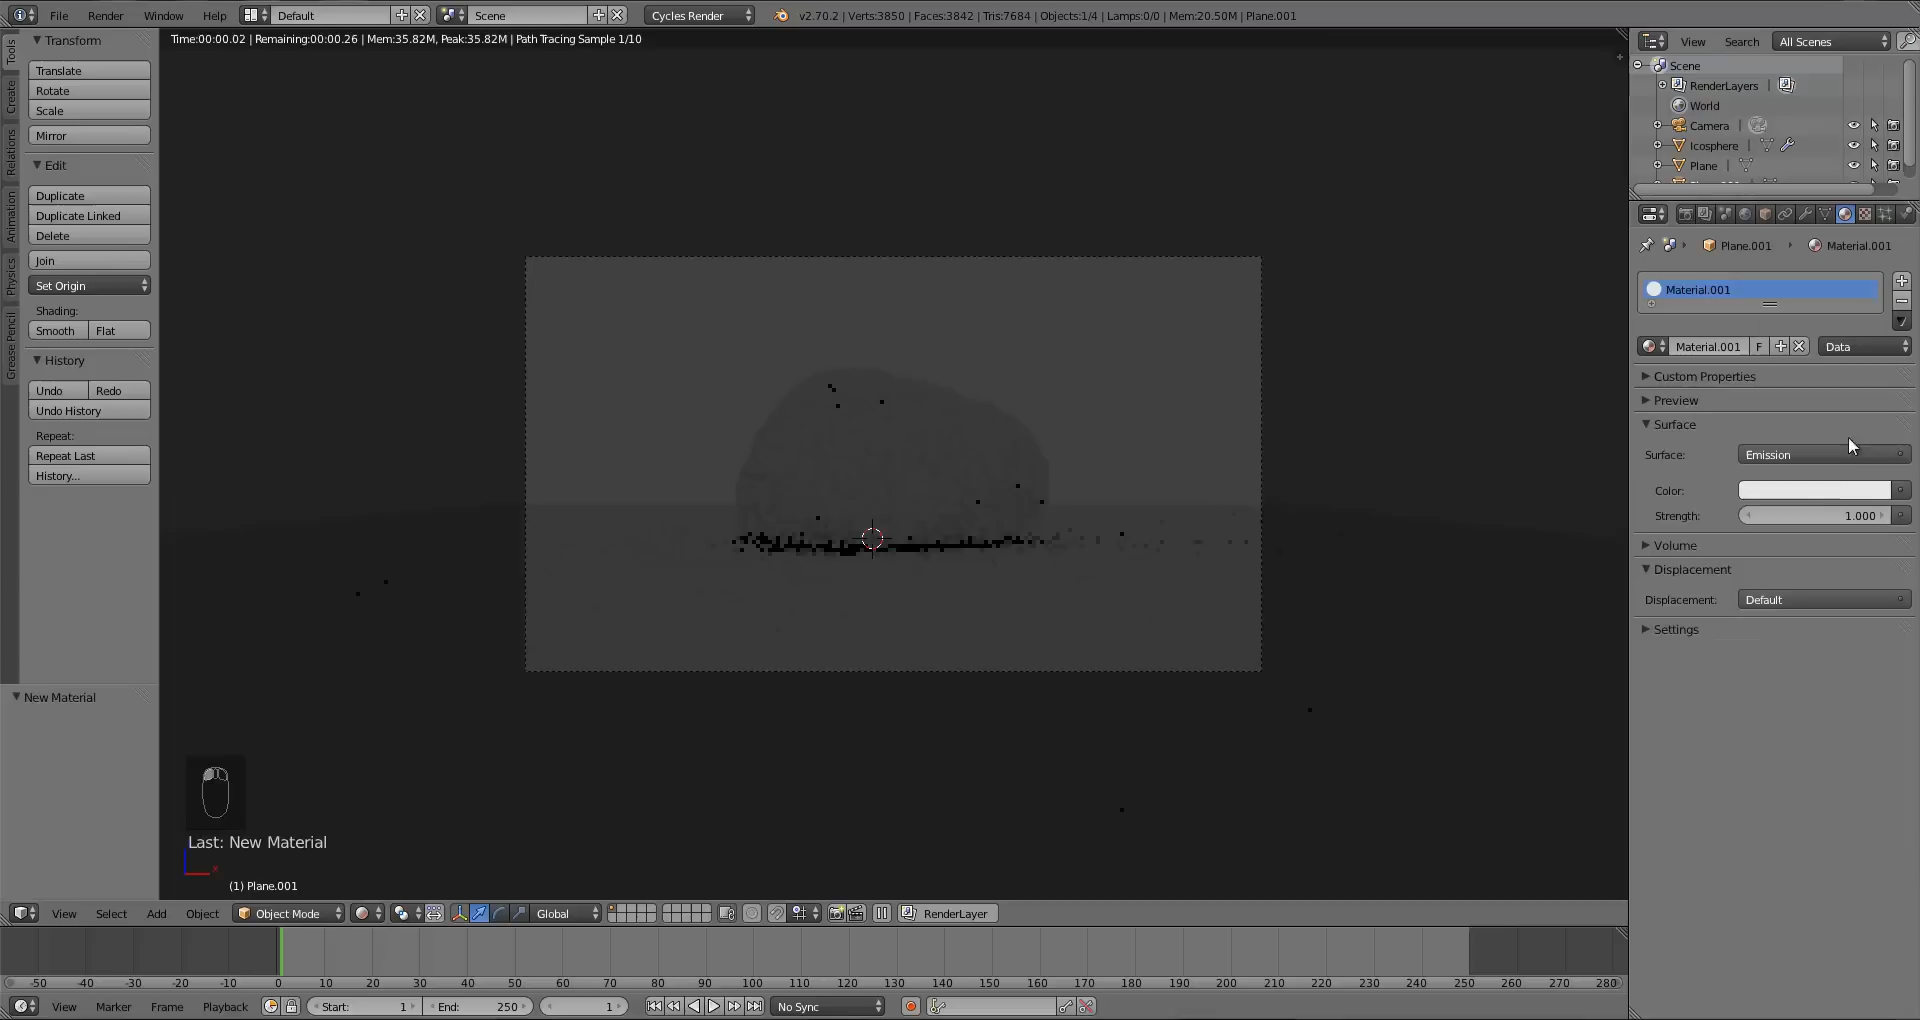 File Render Window Help Default Scene Cycles Render v2.70.2 | Verts:3850 | Faces:3842 | Tris:7684 | Objects:1/4 | Lamps:0/0 | Mem:20.50M | Plane.001
Time:00:00.02 | Remaining:00:00.26 | Mem:35.82M, Peak:35.82M | Path Tracing Sample 1/10
Tools
Create
Relations
Animation
Physics
Grease Pencil
Transform
Translate
Rotate
Scale
Mirror
Edit
Duplicate
Duplicate Linked
Delete
Join
Set Origin
Shading:
Smooth Flat
History
Undo Redo
Undo History
Repeat:
Repeat Last
History...
New Material
Last: New Material
x
(1) Plane.001
View Select Add Object Object Mode Global RenderLayer
-50 -40 -30 -20 -10 0 10 20 30 40 50 60 70 80 90 100 110 120 130 140 150 160 170 180 190 200 210 220 230 240 250 260 270 280
View Marker Frame Playback Start: 1 End: 250 1 No Sync
View Search All Scenes
Scene
RenderLayers |
World
Camera |
Icosphere |
Plane |
Plane.001 Material.001
Material.001
Material.001 F Data
Custom Properties
Preview
Surface
Surface: Emission
Color:
Strength: 1.000
Volume
Displacement
Displacement: Default
Settings